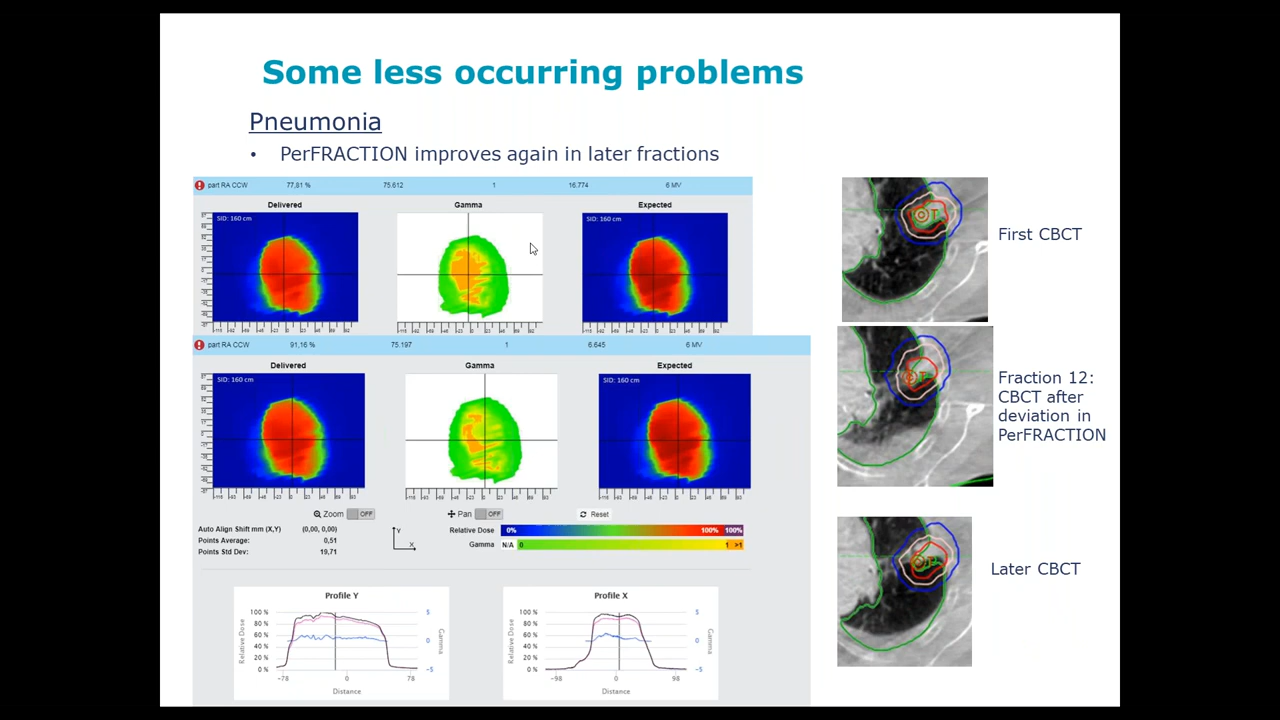 Some less occurring problems
Pneumonia
• PerFRACTION improves again in later fractions
part RA CCW 77,81 % 75.612 1 16.774 6 MV
Delivered Gamma Expected
SID: 160 cm SID: 160 cm
First CBCT
part RA CCW 91,16 % 75.197 1 6.645 6 MV
Delivered Gamma Expected
SID: 160 cm SID: 160 cm
Fraction 12:
CBCT after
deviation in
PerFRACTION
Zoom OFF Pan OFF Reset
Auto Align Shift mm (X,Y) (0,00, 0,00)
Points Average: 0,51
Points Std Dev: 19,71
Y
X
Relative Dose 0% 100% 100%
Gamma N/A 0 1 >1
Later CBCT
Profile Y
100 %
80 %
60 %
40 %
20 %
0 %
Relative Dose
5
0
-5
Gamma
-78 0 78
Distance
Profile X
100 %
80 %
60 %
40 %
20 %
0 %
Relative Dose
5
0
-5
Gamma
-98 0 98
Distance